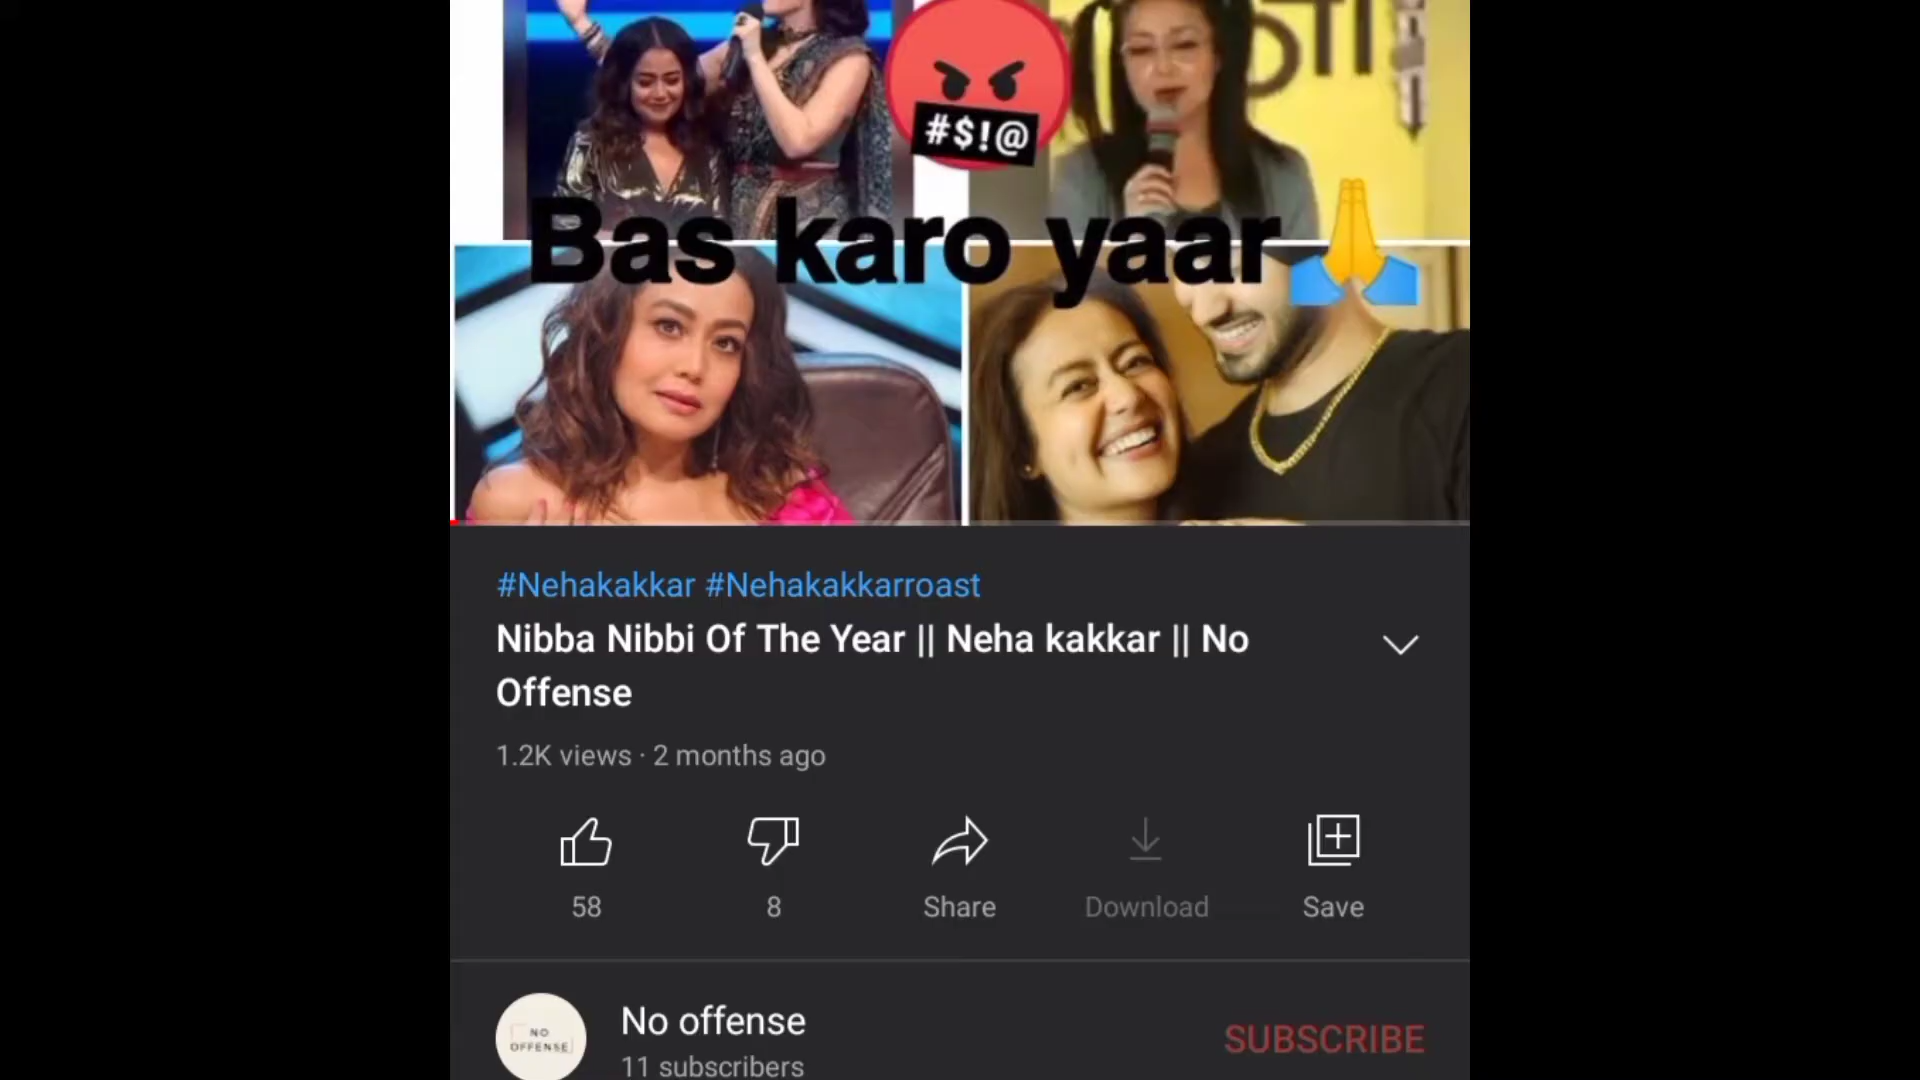 #$!@
Bas karo yaar
#Nehakakkar #Nehakakkarroast
Nibba Nibbi Of The Year || Neha kakkar || No
Offense
1.2K views · 2 months ago
58 8 Share Download Save
NO
OFFENSE
No offense
SUBSCRIBE
11 subscribers